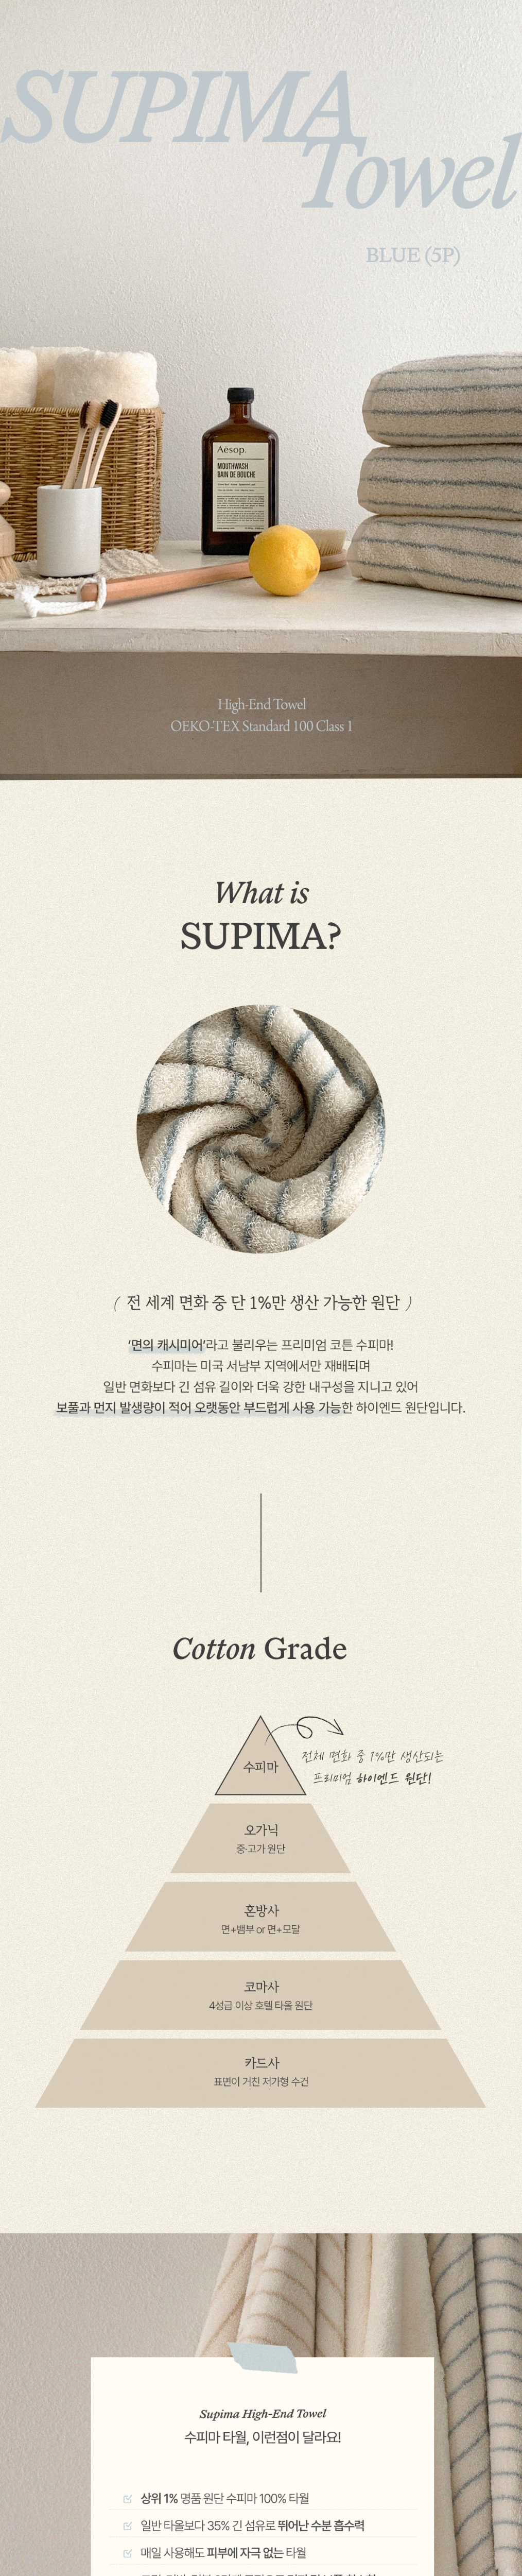 SUPIMA
Towel
BLUE (5P)
Aēsop.
MOUTHWASH
BAIN DE BOUCHE
High-End Towel
OEKO-TEX Standard 100 Class 1
What is
SUPIMA?
( 전 세계 면화 중 단 1%만 생산 가능한 원단 )
'면의 캐시미어'라고 불리우는 프리미엄 코튼 수피마!
수피마는 미국 서남부 지역에서만 재배되며
일반 면화보다 긴 섬유 길이와 더욱 강한 내구성을 지니고 있어
보풀과 먼지 발생량이 적어 오랫동안 부드럽게 사용 가능한 하이엔드 원단입니다.
Cotton Grade
수피마
전체 면화 중 1%만 생산되는
프리미엄 하이엔드 원단!
오가닉
중·고가 원단
혼방사
면+뱀부 or 면+모달
코마사
4성급 이상 호텔 타올 원단
카드사
표면이 거친 저가형 수건
Supima High-End Towel
수피마 타월, 이런점이 달라요!
상위 1% 명품 원단 수피마 100% 타월
일반 타올보다 35% 긴 섬유로 뛰어난 수분 흡수력
매일 사용해도 피부에 자극 없는 타월